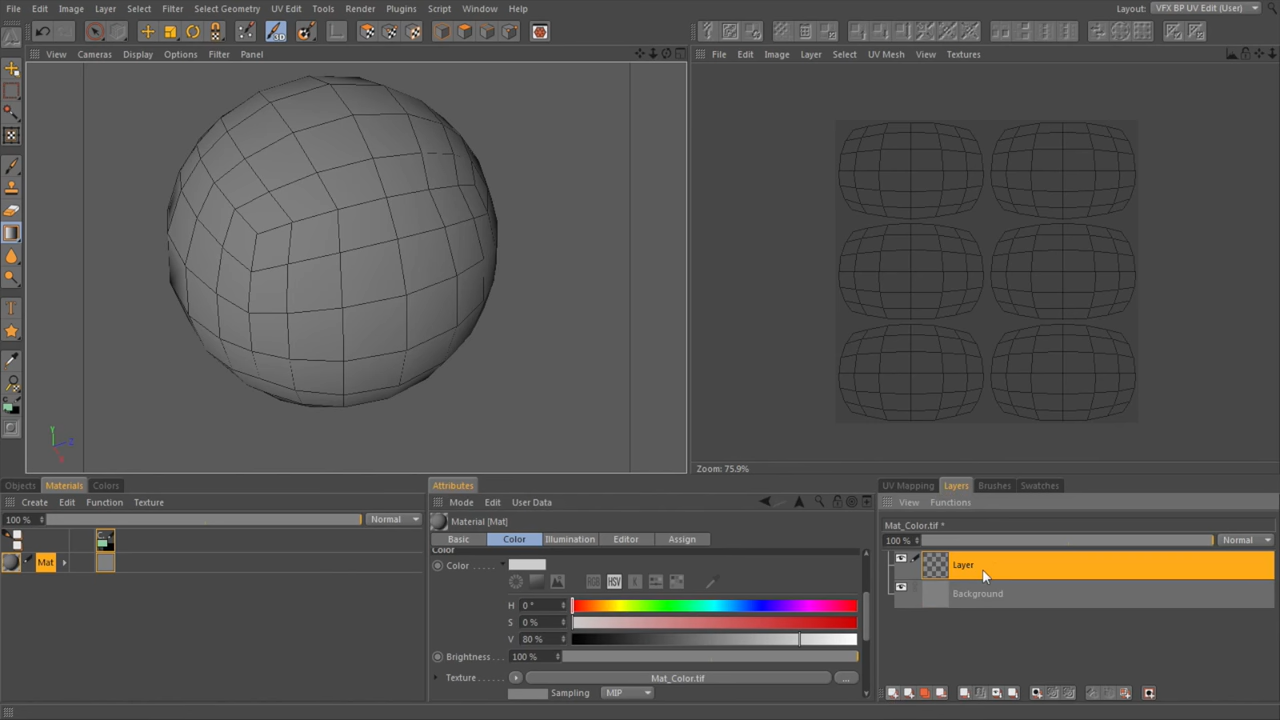 File Edit Image Layer Select Filter Select Geometry UV Edit Tools Render Plugins Script Window Help Layout: VFX BP UV Edit (User)
3D
View Cameras Display Options Filter Panel
File Edit Image Layer Select UV Mesh View Textures
Y
Z
X
Zoom: 75.9%
Objects Materials Colors
Create Edit Function Texture
100 % Normal
C
Mat
Attributes
Mode Edit User Data
Material [Mat]
Basic Color Illumination Editor Assign
Color
Color
RGB HSV K
H 0 °
S 0 %
V 80 %
Brightness . . . 100 %
Texture . . . . . Mat_Color.tif ...
Sampling MIP
UV Mapping Layers Brushes Swatches
View Functions
Mat_Color.tif *
100 % Normal
Layer
Background